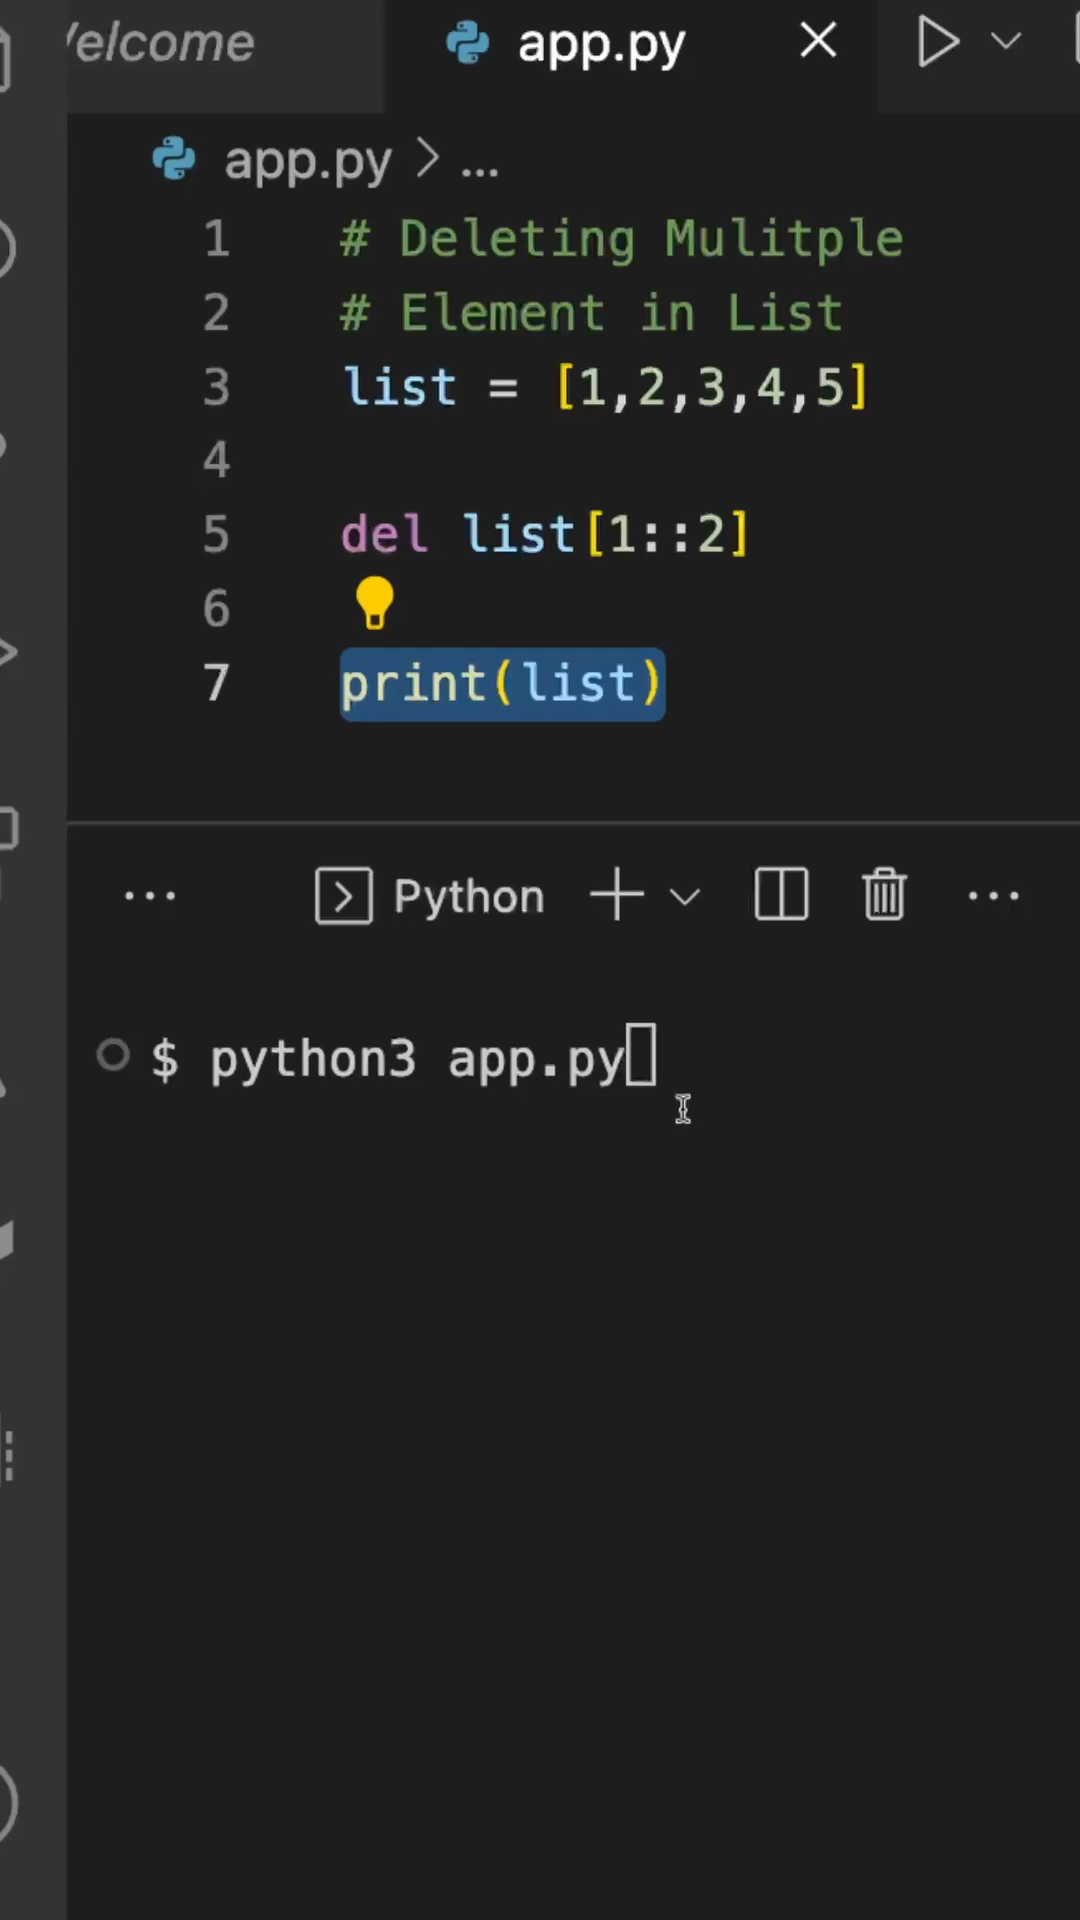 Welcome app.py
app.py > ...
1 # Deleting Mulitple
2 # Element in List
3 list = [1,2,3,4,5]
4
5 del list[1::2]
6
7 print(list)
... Python ...
$ python3 app.py